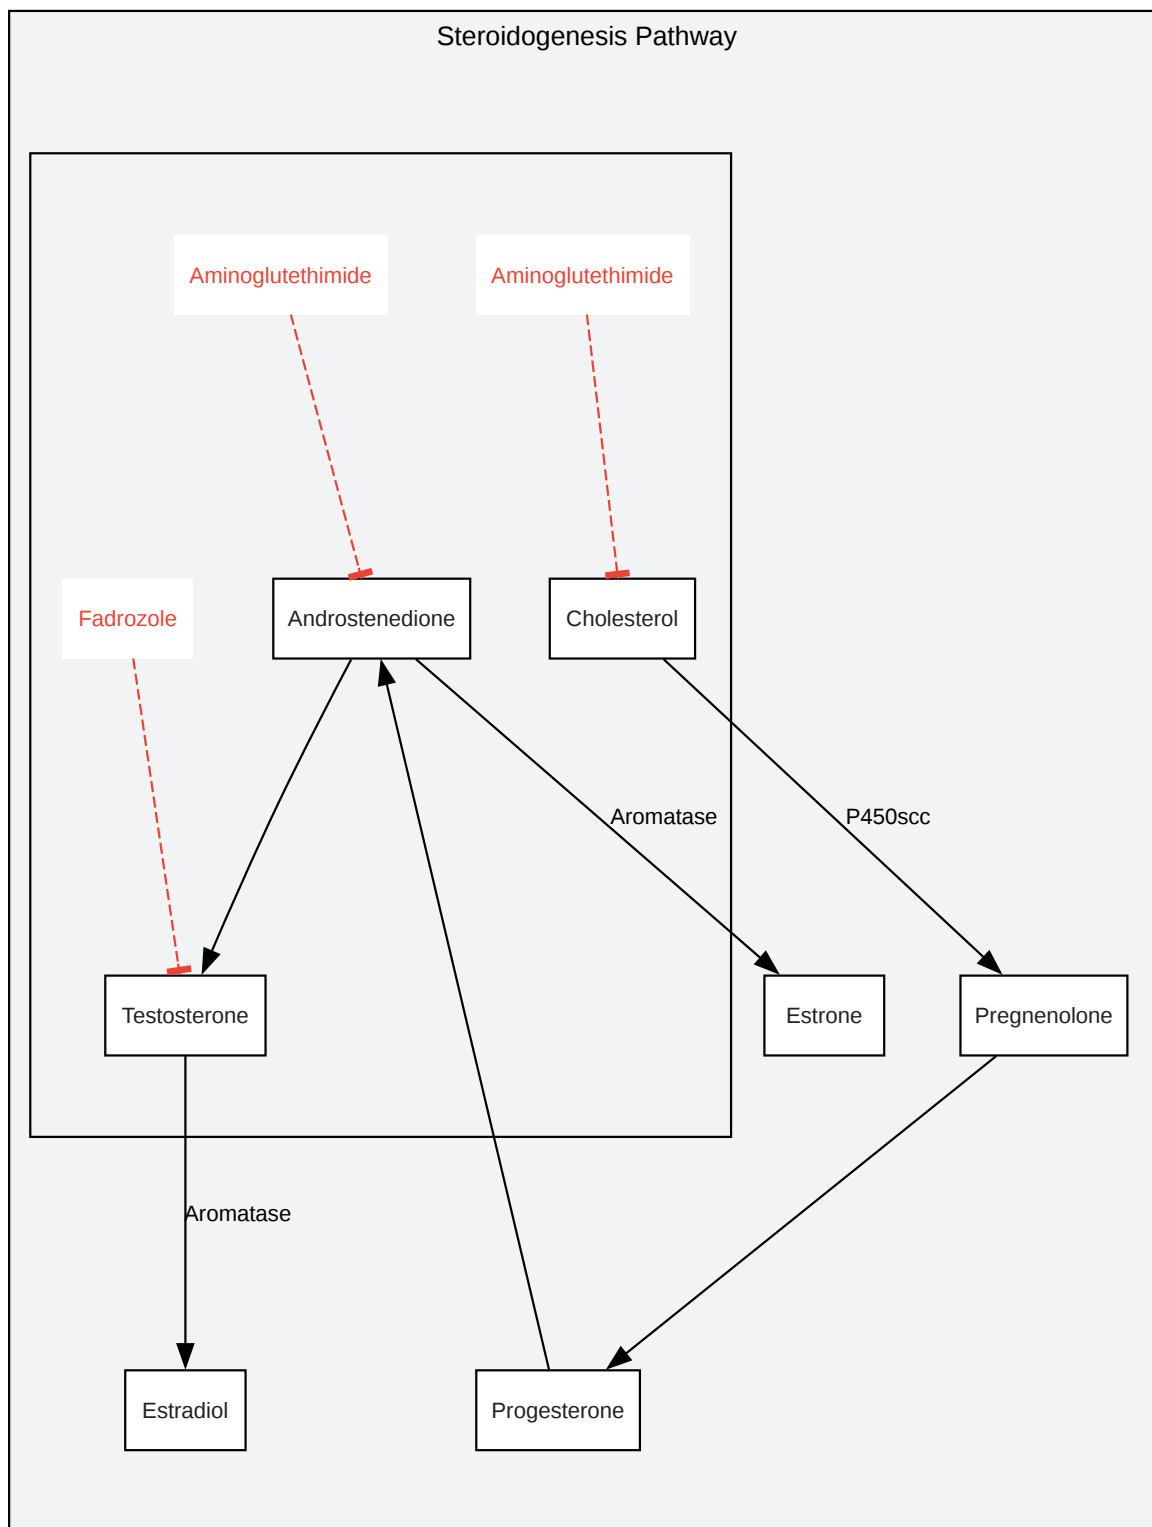 Steroidogenesis Pathway
Aminoglutethimide
Aminoglutethimide
Fadrozole
Androstenedione
Cholesterol
Aromatase
P450scc
Testosterone
Estrone
Pregnenolone
Aromatase
Estradiol
Progesterone